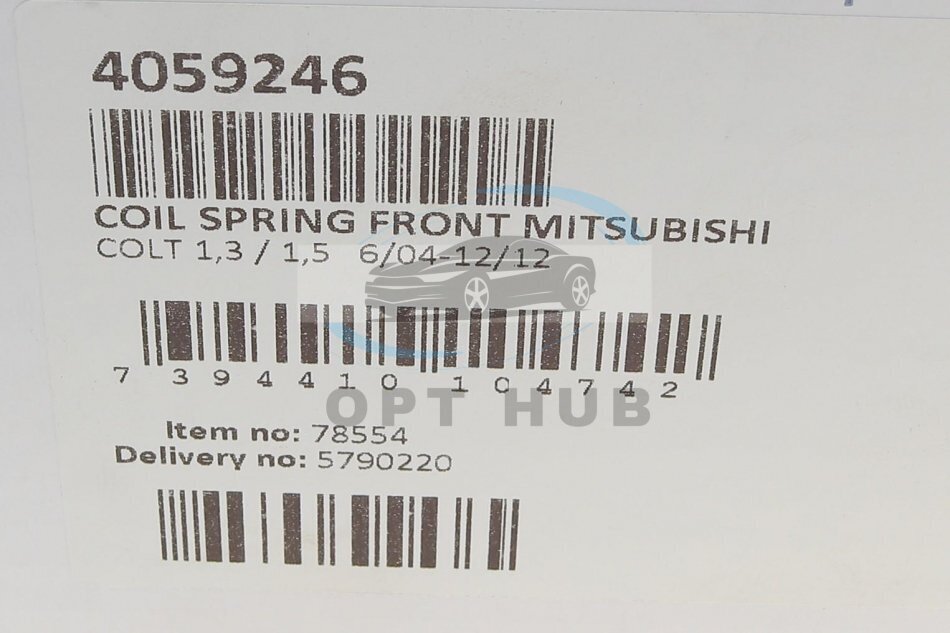 4059246
COIL SPRING FRONT MITSUBISHI
COLT 1,3 / 1,5 6/04-12/12
7 394410 104742
OPT HUB
Item no: 78554
Delivery no: 5790220